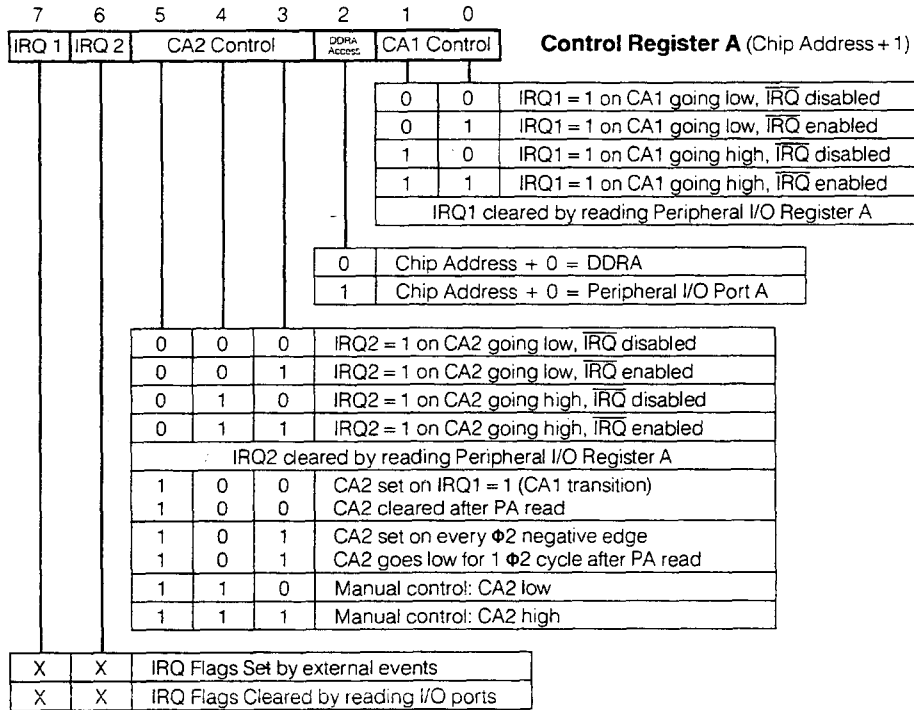 7 6 5 4 3 2 1 0
IRQ 1 IRQ 2 CA2 Control DDRA Access CA1 Control Control Register A (Chip Address + 1)
0 0 IRQ1 = 1 on CA1 going low, IRQ disabled
0 1 IRQ1 = 1 on CA1 going low, IRQ enabled
1 0 IRQ1 = 1 on CA1 going high, IRQ disabled
1 1 IRQ1 = 1 on CA1 going high, IRQ enabled
IRQ1 cleared by reading Peripheral I/O Register A
0 Chip Address + 0 = DDRA
1 Chip Address + 0 = Peripheral I/O Port A
0 0 0 IRQ2 = 1 on CA2 going low, IRQ disabled
0 0 1 IRQ2 = 1 on CA2 going low, IRQ enabled
0 1 0 IRQ2 = 1 on CA2 going high, IRQ disabled
0 1 1 IRQ2 = 1 on CA2 going high, IRQ enabled
IRQ2 cleared by reading Peripheral I/O Register A
1 0 0 CA2 set on IRQ1 = 1 (CA1 transition)
1 0 0 CA2 cleared after PA read
1 0 1 CA2 set on every Φ2 negative edge
1 0 1 CA2 goes low for 1 Φ2 cycle after PA read
1 1 0 Manual control: CA2 low
1 1 1 Manual control: CA2 high
X X IRQ Flags Set by external events
X X IRQ Flags Cleared by reading I/O ports